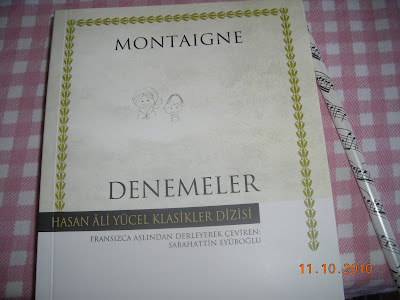 MONTAIGNE
DENEMELER
HASAN ÂLİ YÜCEL KLASİKLER DİZİSİ
FRANSIZCA ASLINDAN DERLEYEREK ÇEVİREN:
SABAHATTİN EYÜBOĞLU
11.10.2010